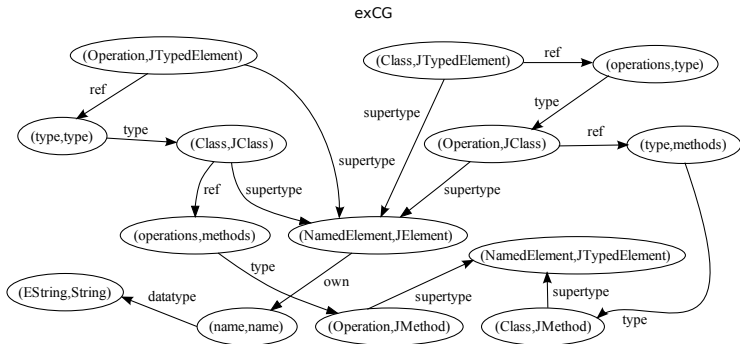 exCG
(Operation,JTypedElement)
(Class,JTypedElement)
ref
(operations,type)
ref
supertype
type
(type,type)
type
(Class,JClass)
supertype
(Operation,JClass)
ref
(type,methods)
ref
supertype
supertype
(operations,methods)
(NamedElement,JElement)
(NamedElement,JTypedElement)
type
own
(EString,String)
datatype
supertype
supertype
type
(name,name)
(Operation,JMethod)
(Class,JMethod)